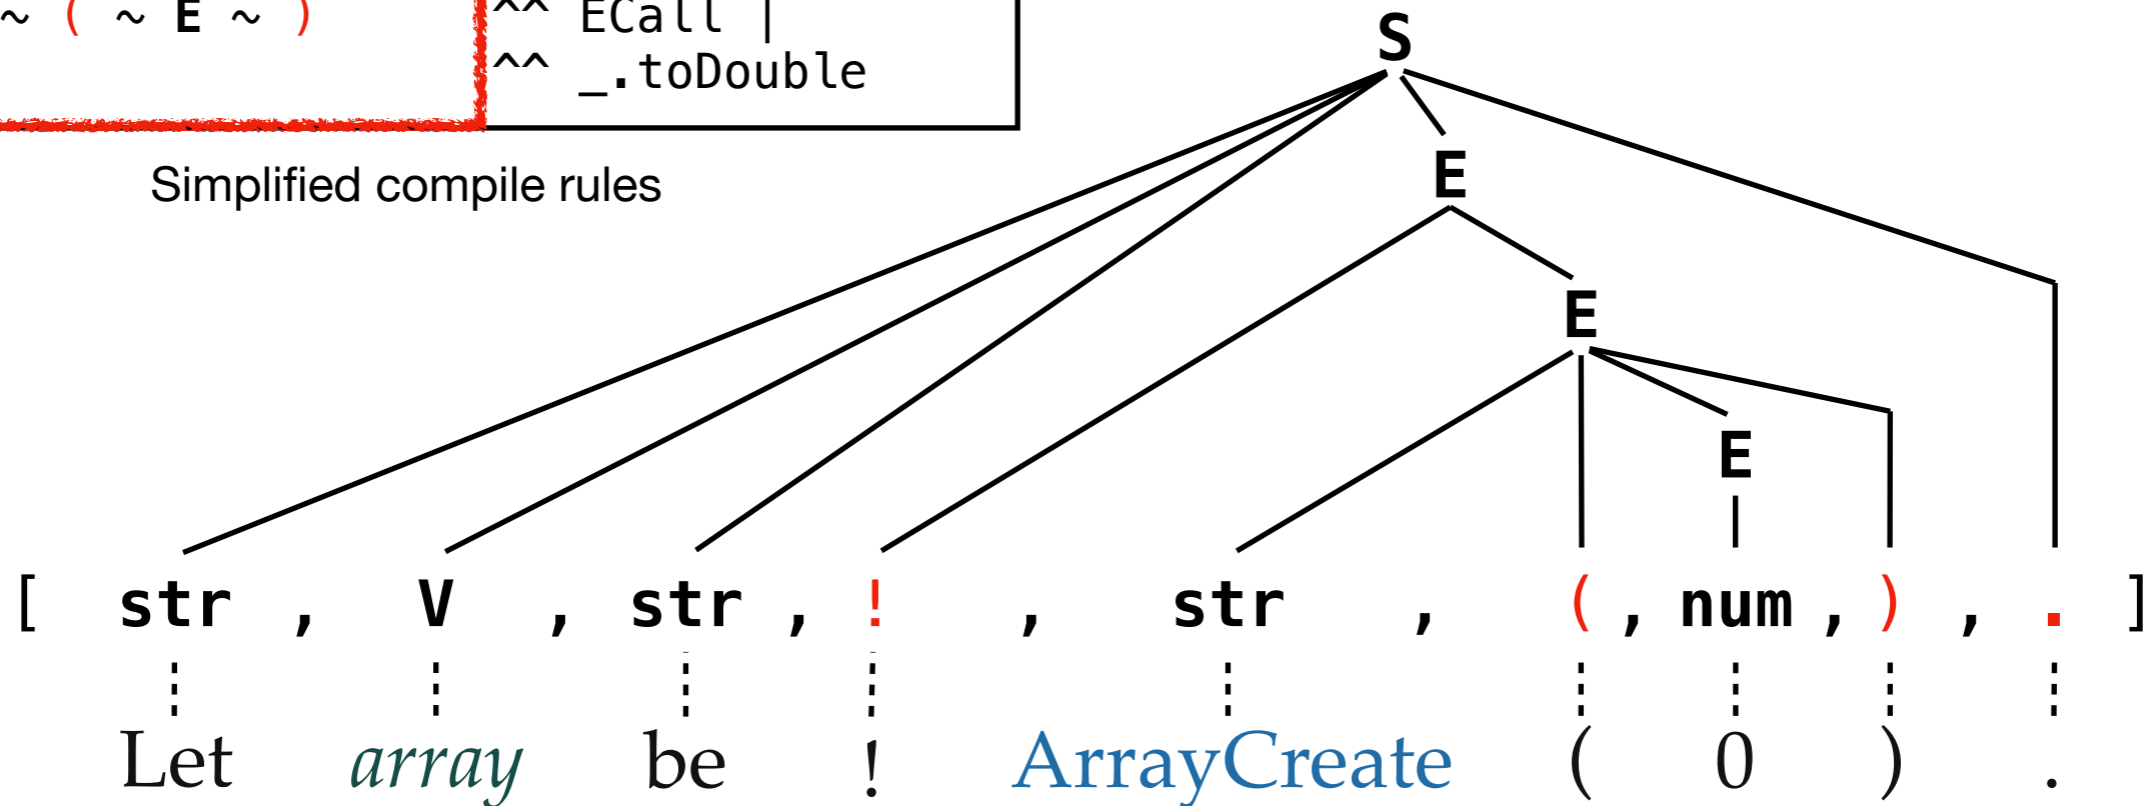 ~ ( ~ E ~ )
^^ ECall |
^^ _.toDouble
Simplified compile rules
S
E
E
E
[ str , V , str , ! , str , ( , num , ) , . ]
Let array be ! ArrayCreate ( 0 ) .